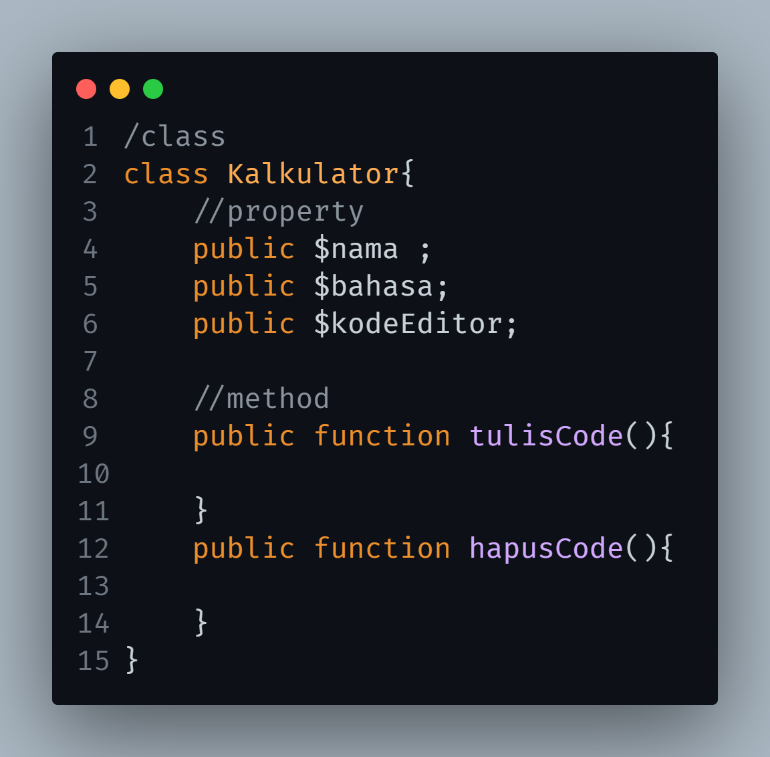 1 /class
2 class Kalkulator{
3     //property
4     public $nama ;
5     public $bahasa;
6     public $kodeEditor;
7
8     //method
9     public function tulisCode(){
10
11     }
12     public function hapusCode(){
13
14     }
15 }